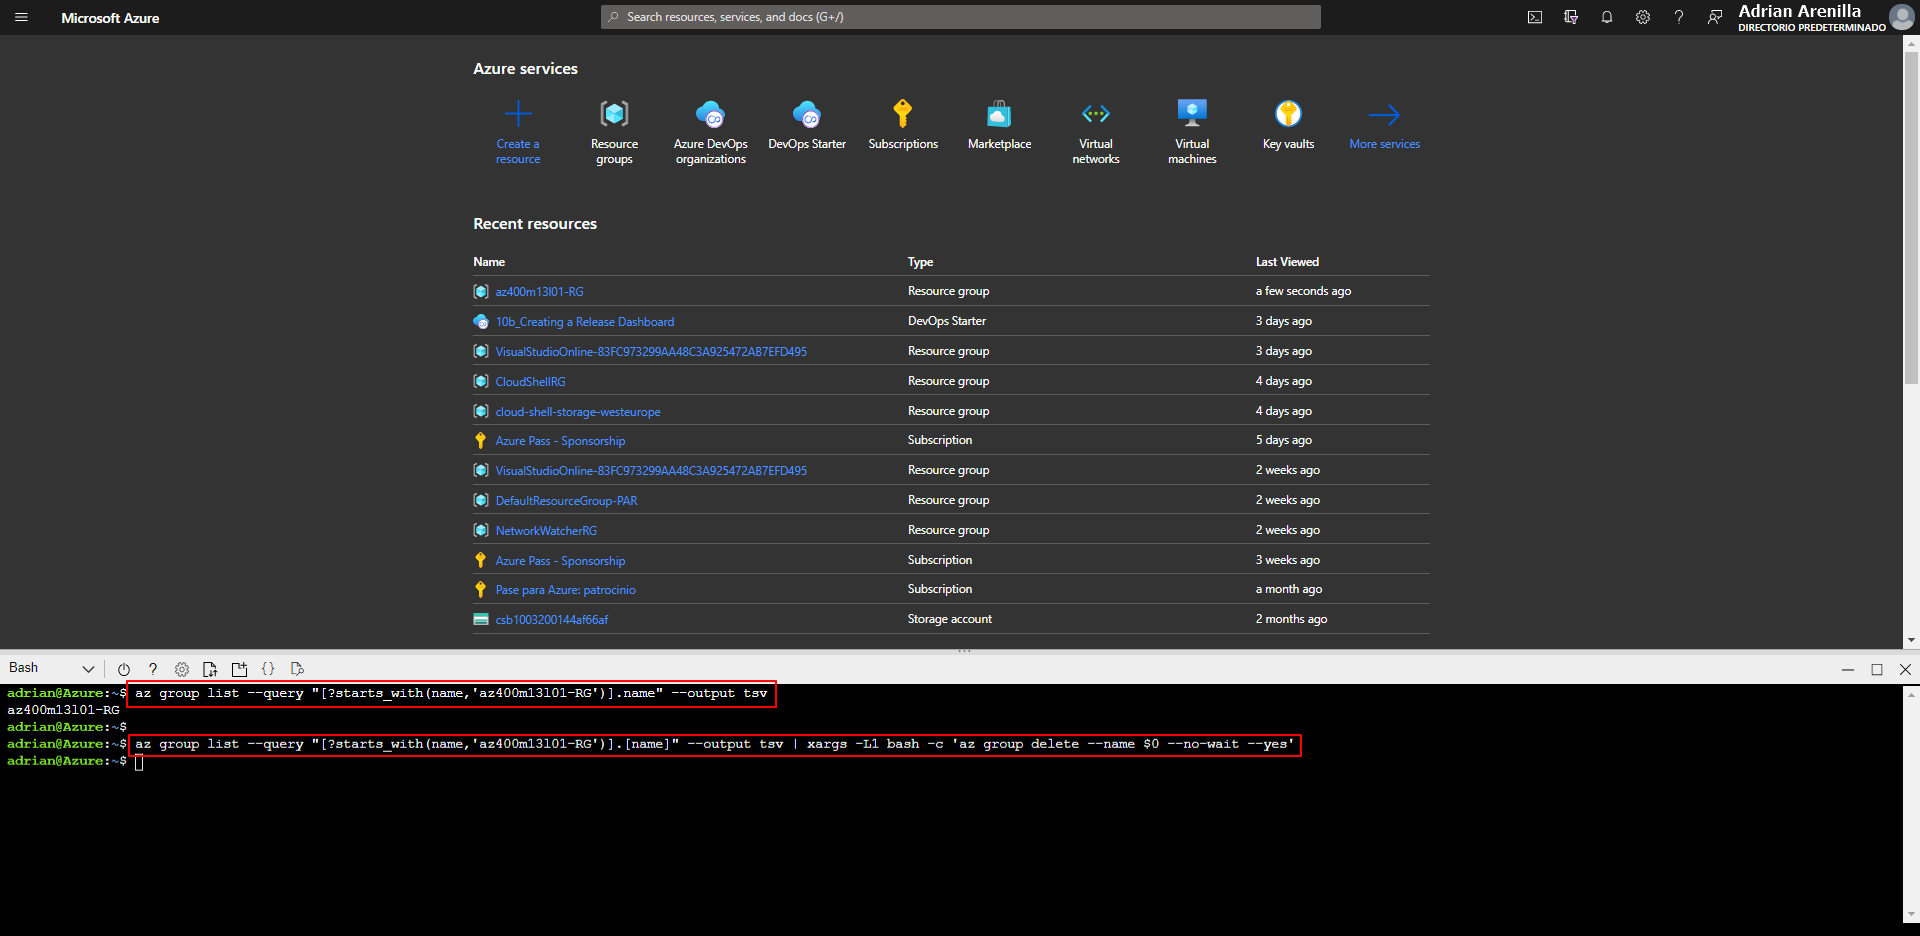 Microsoft Azure
Search resources, services, and docs (G+/)
Adrian Arenilla
DIRECTORIO PREDETERMINADO
Azure services
Create a resource
Resource groups
Azure DevOps organizations
DevOps Starter
Subscriptions
Marketplace
Virtual networks
Virtual machines
Key vaults
More services
Recent resources
Name Type Last Viewed
az400m13l01-RG Resource group a few seconds ago
10b_Creating a Release Dashboard DevOps Starter 3 days ago
VisualStudioOnline-83FC973299AA48C3A925472AB7EFD495 Resource group 3 days ago
CloudShellRG Resource group 4 days ago
cloud-shell-storage-westeurope Resource group 4 days ago
Azure Pass - Sponsorship Subscription 5 days ago
VisualStudioOnline-83FC973299AA48C3A925472AB7EFD495 Resource group 2 weeks ago
DefaultResourceGroup-PAR Resource group 2 weeks ago
NetworkWatcherRG Resource group 2 weeks ago
Azure Pass - Sponsorship Subscription 3 weeks ago
Pase para Azure: patrocinio Subscription a month ago
csb1003200144af66af Storage account 2 months ago
Bash
adrian@Azure:~$ az group list --query "[?starts_with(name,'az400m13l01-RG')].name" --output tsv
az400m13l01-RG
adrian@Azure:~$
adrian@Azure:~$ az group list --query "[?starts_with(name,'az400m13l01-RG')].[name]" --output tsv | xargs -L1 bash -c 'az group delete --name $0 --no-wait --yes'
adrian@Azure:~$